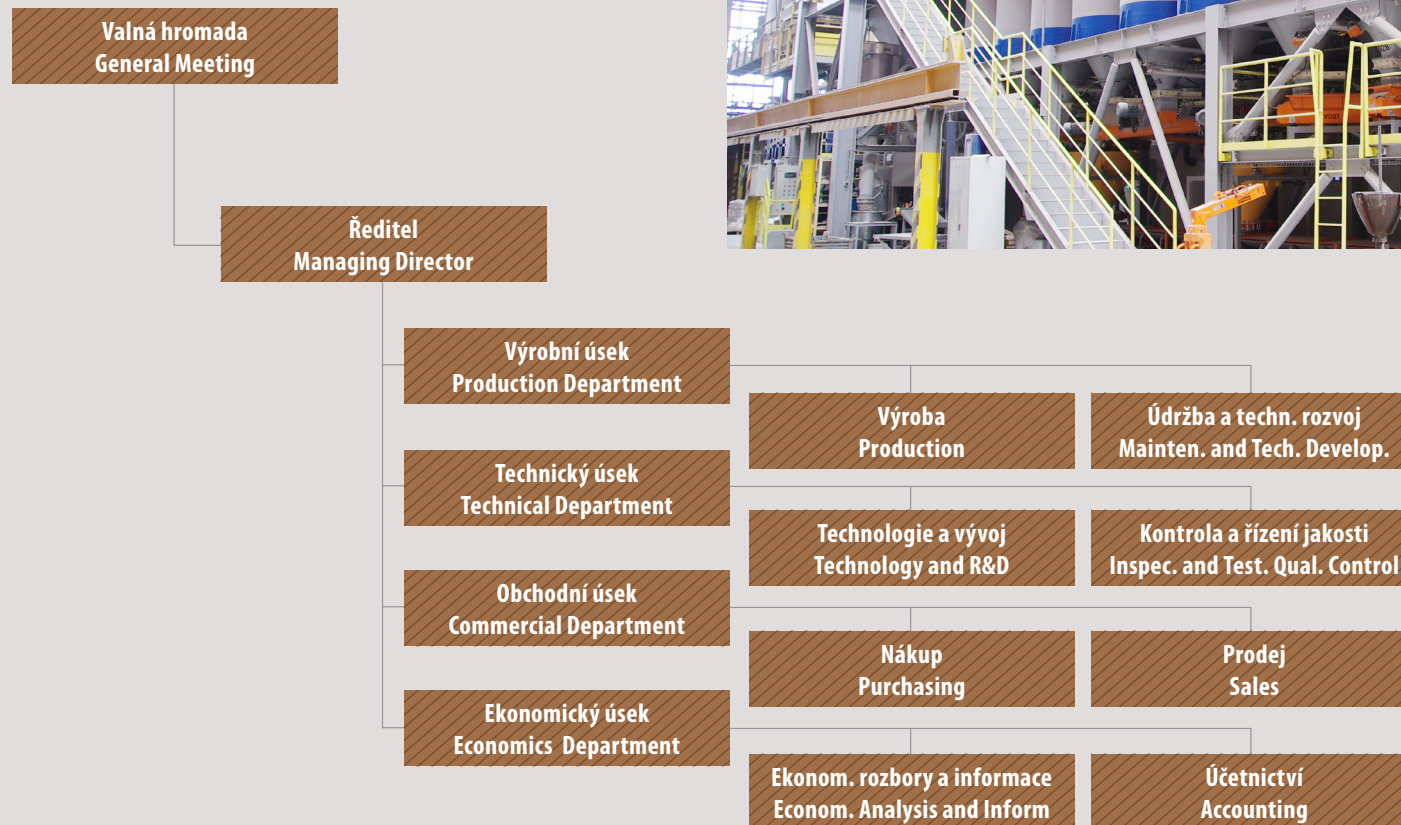 Valná hromada
General Meeting
Ředitel
Managing Director
Výrobní úsek
Production Department
Výroba
Production
Údržba a techn. rozvoj
Mainten. and Tech. Develop.
Technický úsek
Technical Department
Technologie a vývoj
Technology and R&D
Kontrola a řízení jakosti
Inspec. and Test. Qual. Control
Obchodní úsek
Commercial Department
Nákup
Purchasing
Prodej
Sales
Ekonomický úsek
Economics Department
Ekonom. rozbory a informace
Econom. Analysis and Inform
Účetnictví
Accounting
VD27